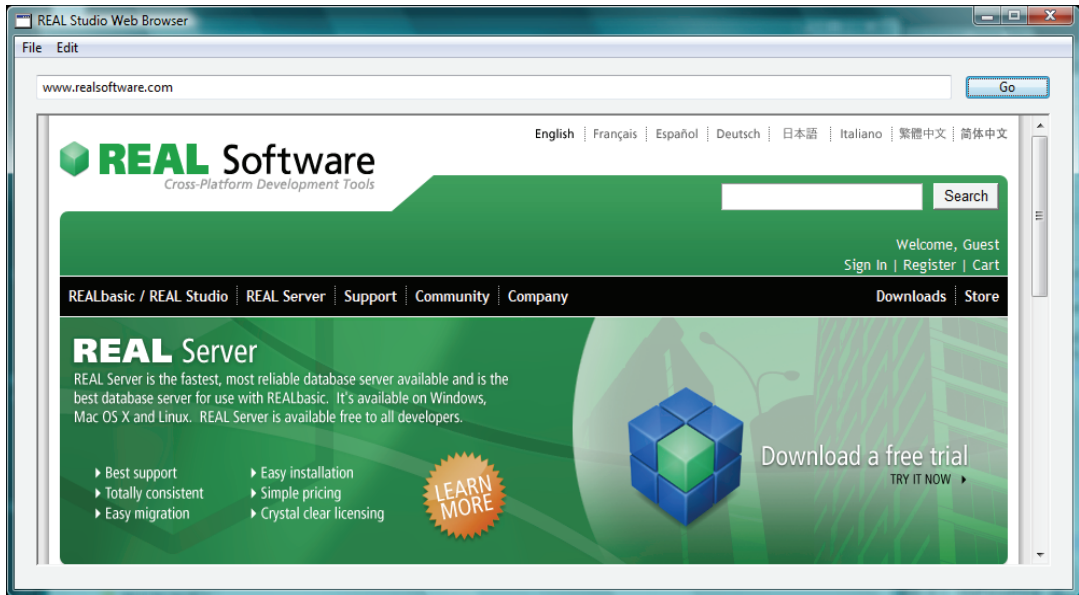 REAL Studio Web Browser
File Edit
www.realsoftware.com Go
English Français Español Deutsch 日本語 Italiano 繁體中文 简体中文
REAL Software
Cross-Platform Development Tools
Search
Welcome, Guest
Sign In | Register | Cart
REALbasic / REAL Studio REAL Server Support Community Company Downloads Store
REAL Server
REAL Server is the fastest, most reliable database server available and is the
best database server for use with REALbasic. It's available on Windows,
Mac OS X and Linux. REAL Server is available free to all developers.
Best support
Totally consistent
Easy migration
Easy installation
Simple pricing
Crystal clear licensing
LEARN
MORE
Download a free trial
TRY IT NOW